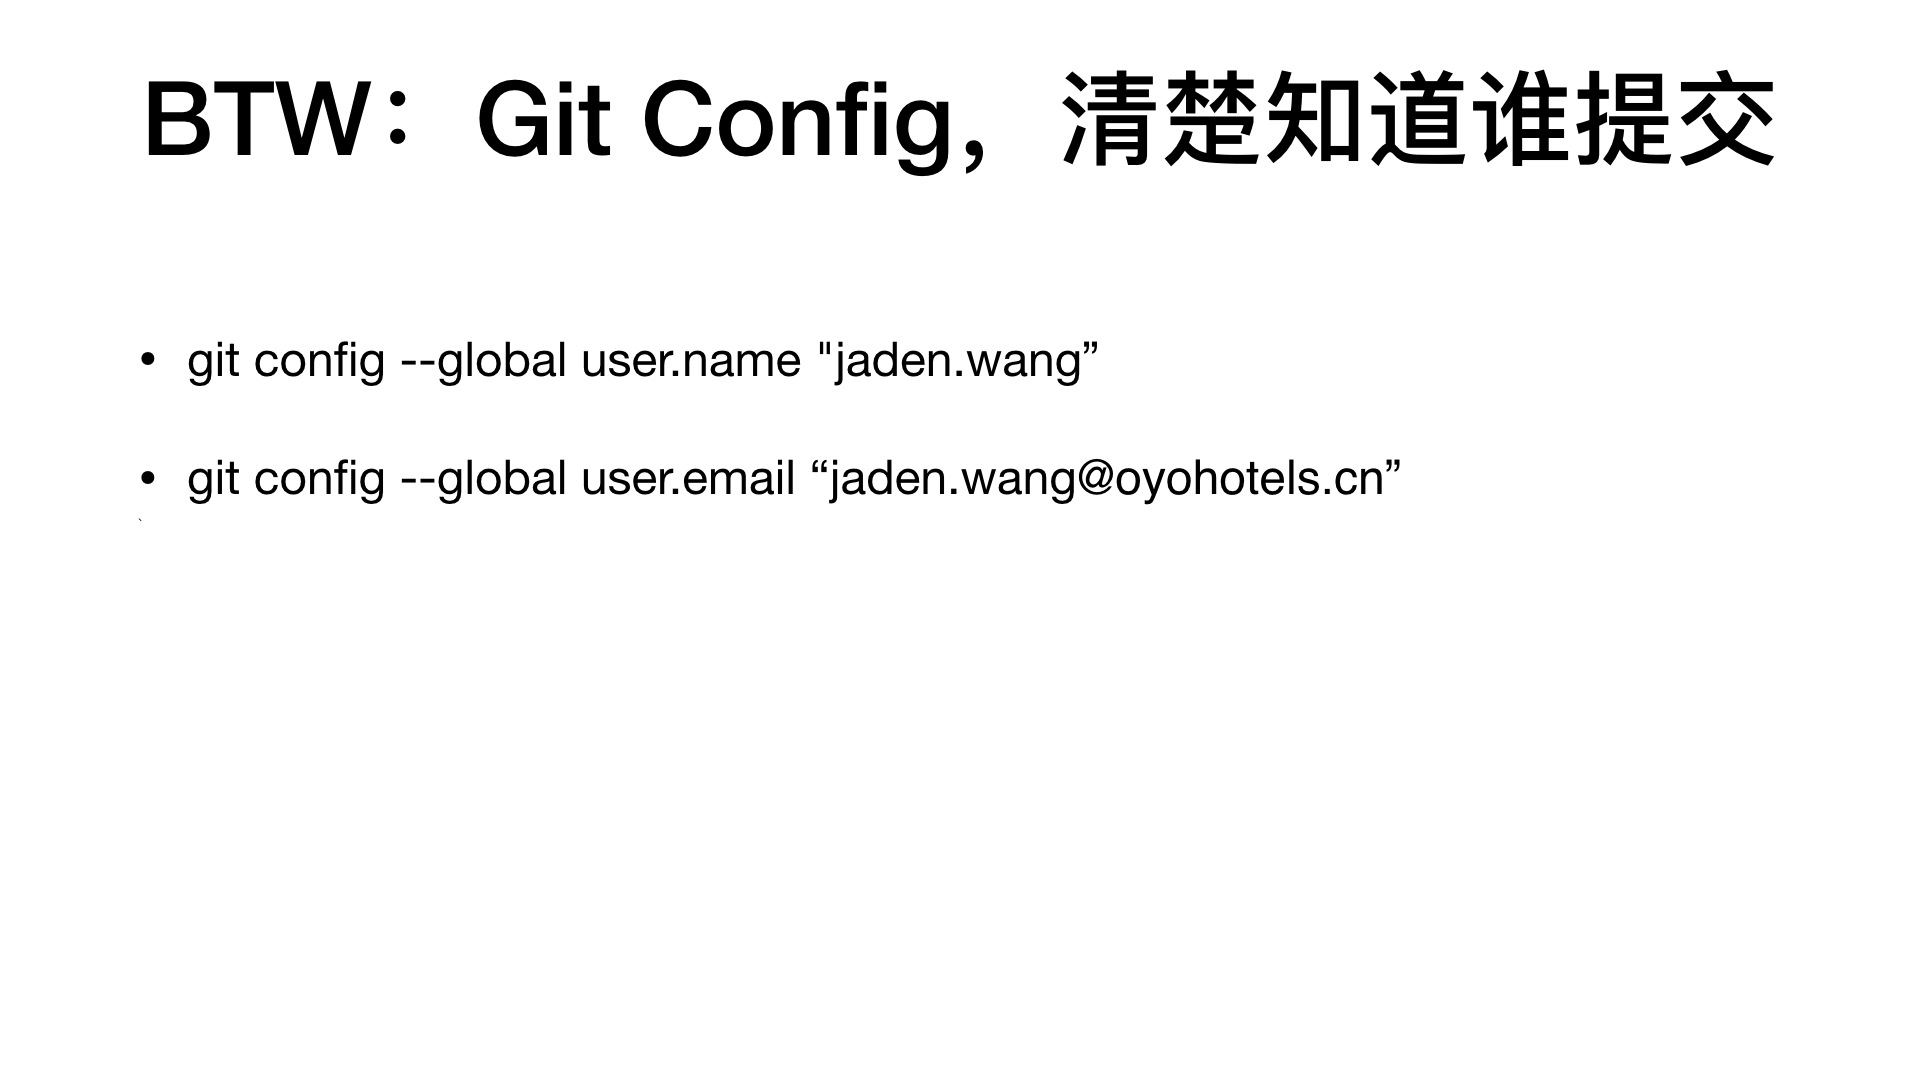 BTW：Git Config，清楚知道谁提交
• git config --global user.name "jaden.wang”
• git config --global user.email “jaden.wang@oyohotels.cn”
`